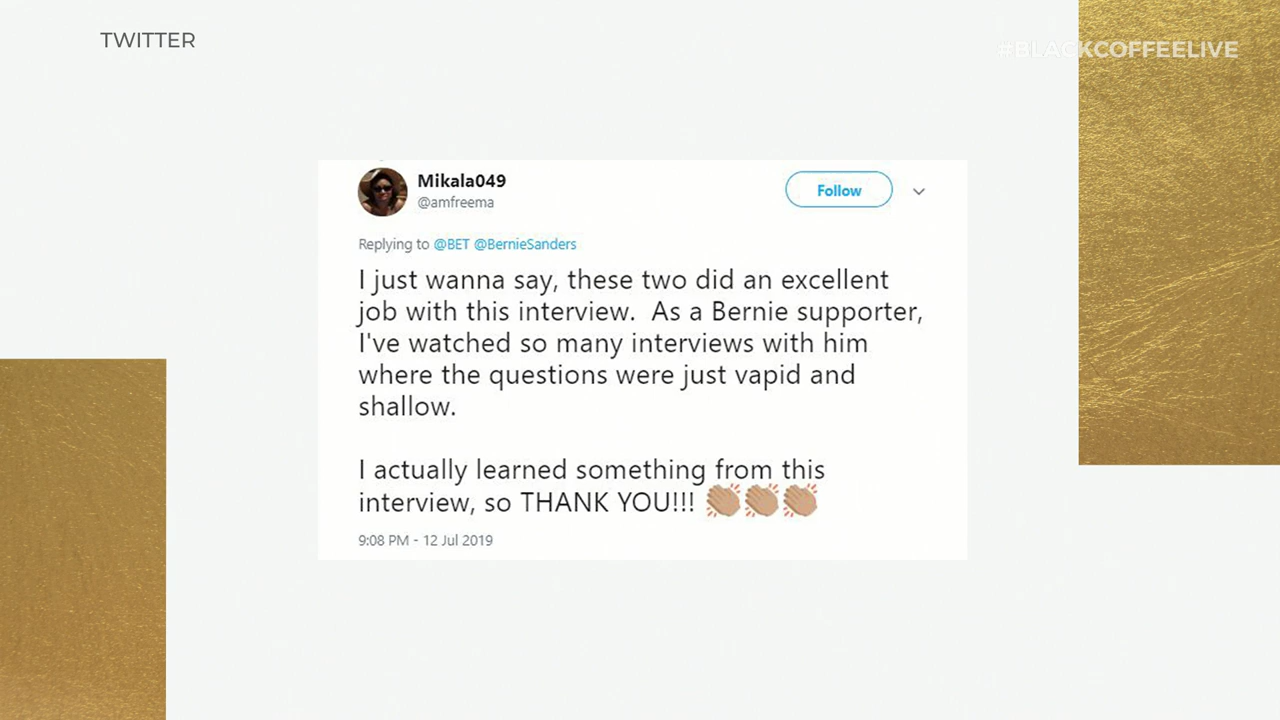 TWITTER
#BLACKCOFFEELIVE
Mikala049
@amfreema
Follow
Replying to @BET @BernieSanders
I just wanna say, these two did an excellent
job with this interview.  As a Bernie supporter,
I've watched so many interviews with him
where the questions were just vapid and
shallow.
I actually learned something from this
interview, so THANK YOU!!! 👏🏽👏🏽👏🏽
9:08 PM - 12 Jul 2019